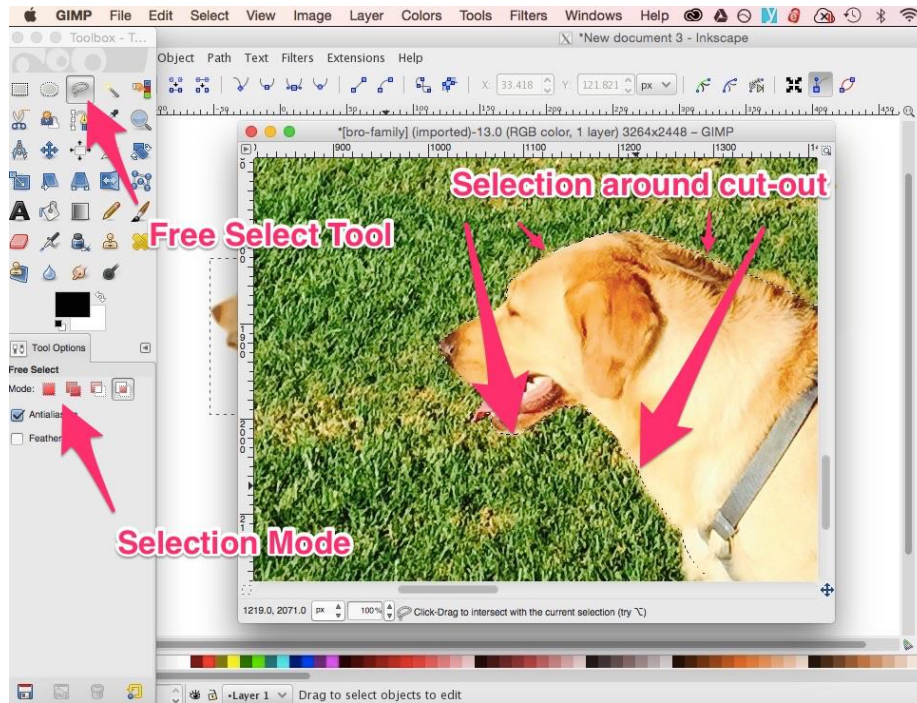 GIMP File Edit Select View Image Layer Colors Tools Filters Windows Help
Toolbox - T...
*New document 3 - Inkscape
Object Path Text Filters Extensions Help
X: 33.418 Y: 121.821 px
*[bro-family] (imported)-13.0 (RGB color, 1 layer) 3264x2448 – GIMP
900 1000 1100 1200 1300
Selection around cut-out
Free Select Tool
Tool Options
Free Select
Mode:
Antialias
Feather
Selection Mode
1219.0, 2071.0 px 100% Click-Drag to intersect with the current selection (try ⌥)
Layer 1 Drag to select objects to edit